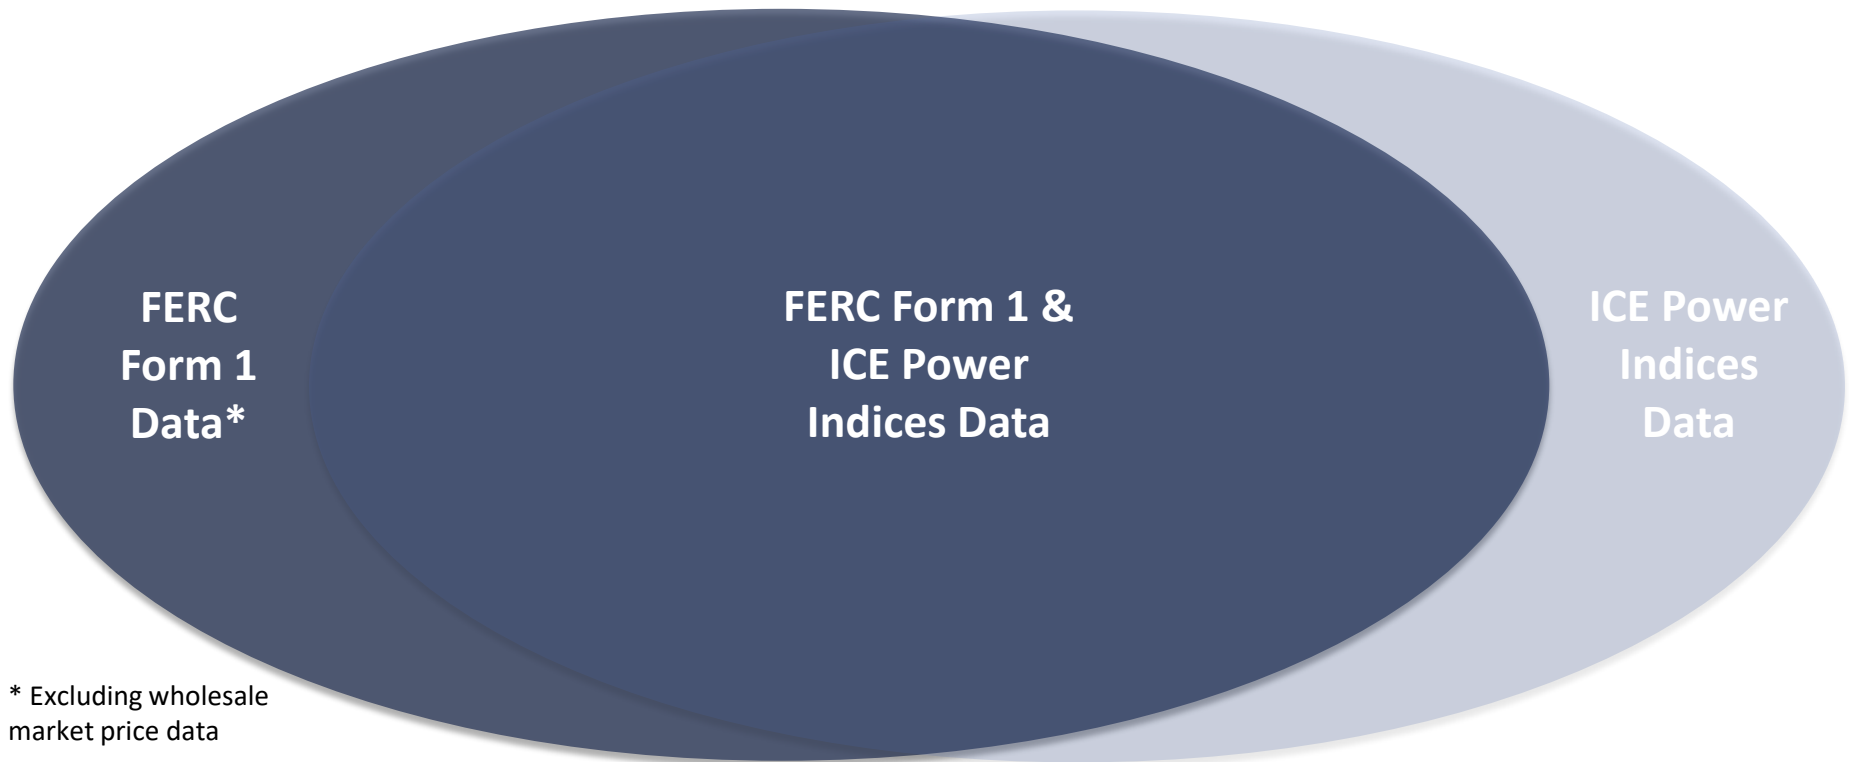 FERC
Form 1
Data*
FERC Form 1 &
ICE Power
Indices Data
ICE Power
Indices
Data
* Excluding wholesale
market price data